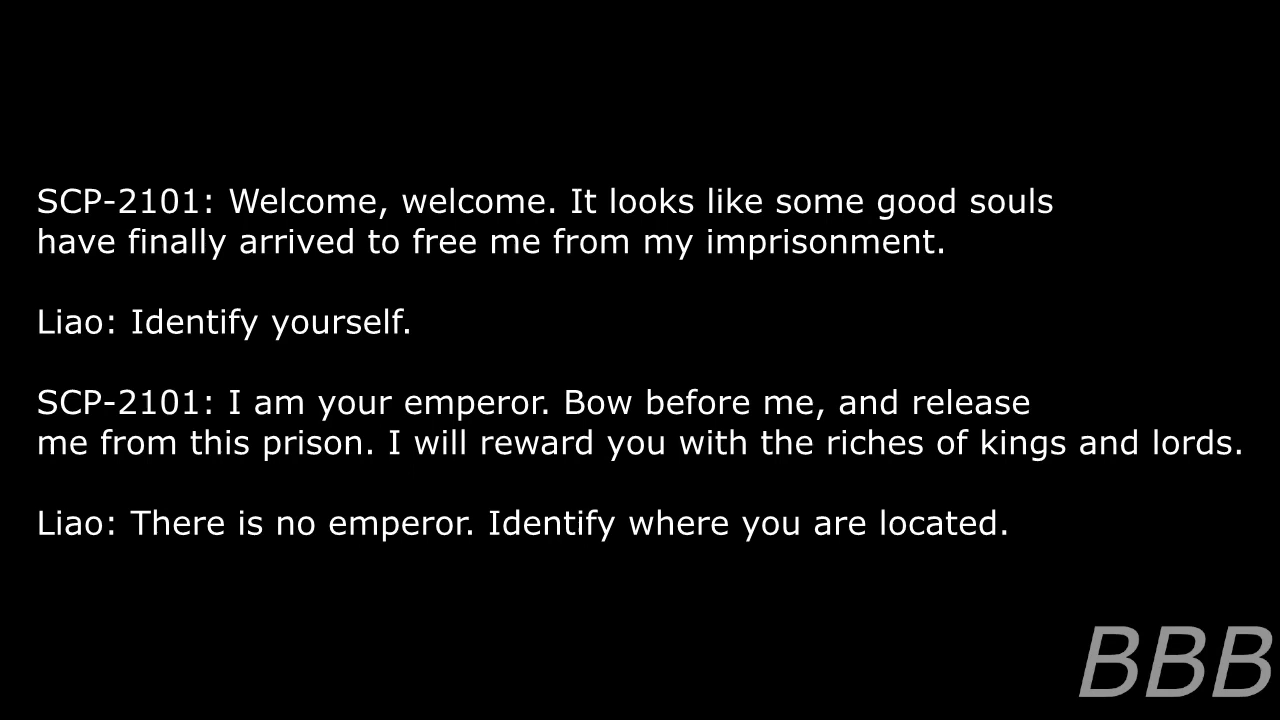 SCP-2101: Welcome, welcome. It looks like some good souls
have finally arrived to free me from my imprisonment.
Liao: Identify yourself.
SCP-2101: I am your emperor. Bow before me, and release
me from this prison. I will reward you with the riches of kings and lords.
Liao: There is no emperor. Identify where you are located.
BBB